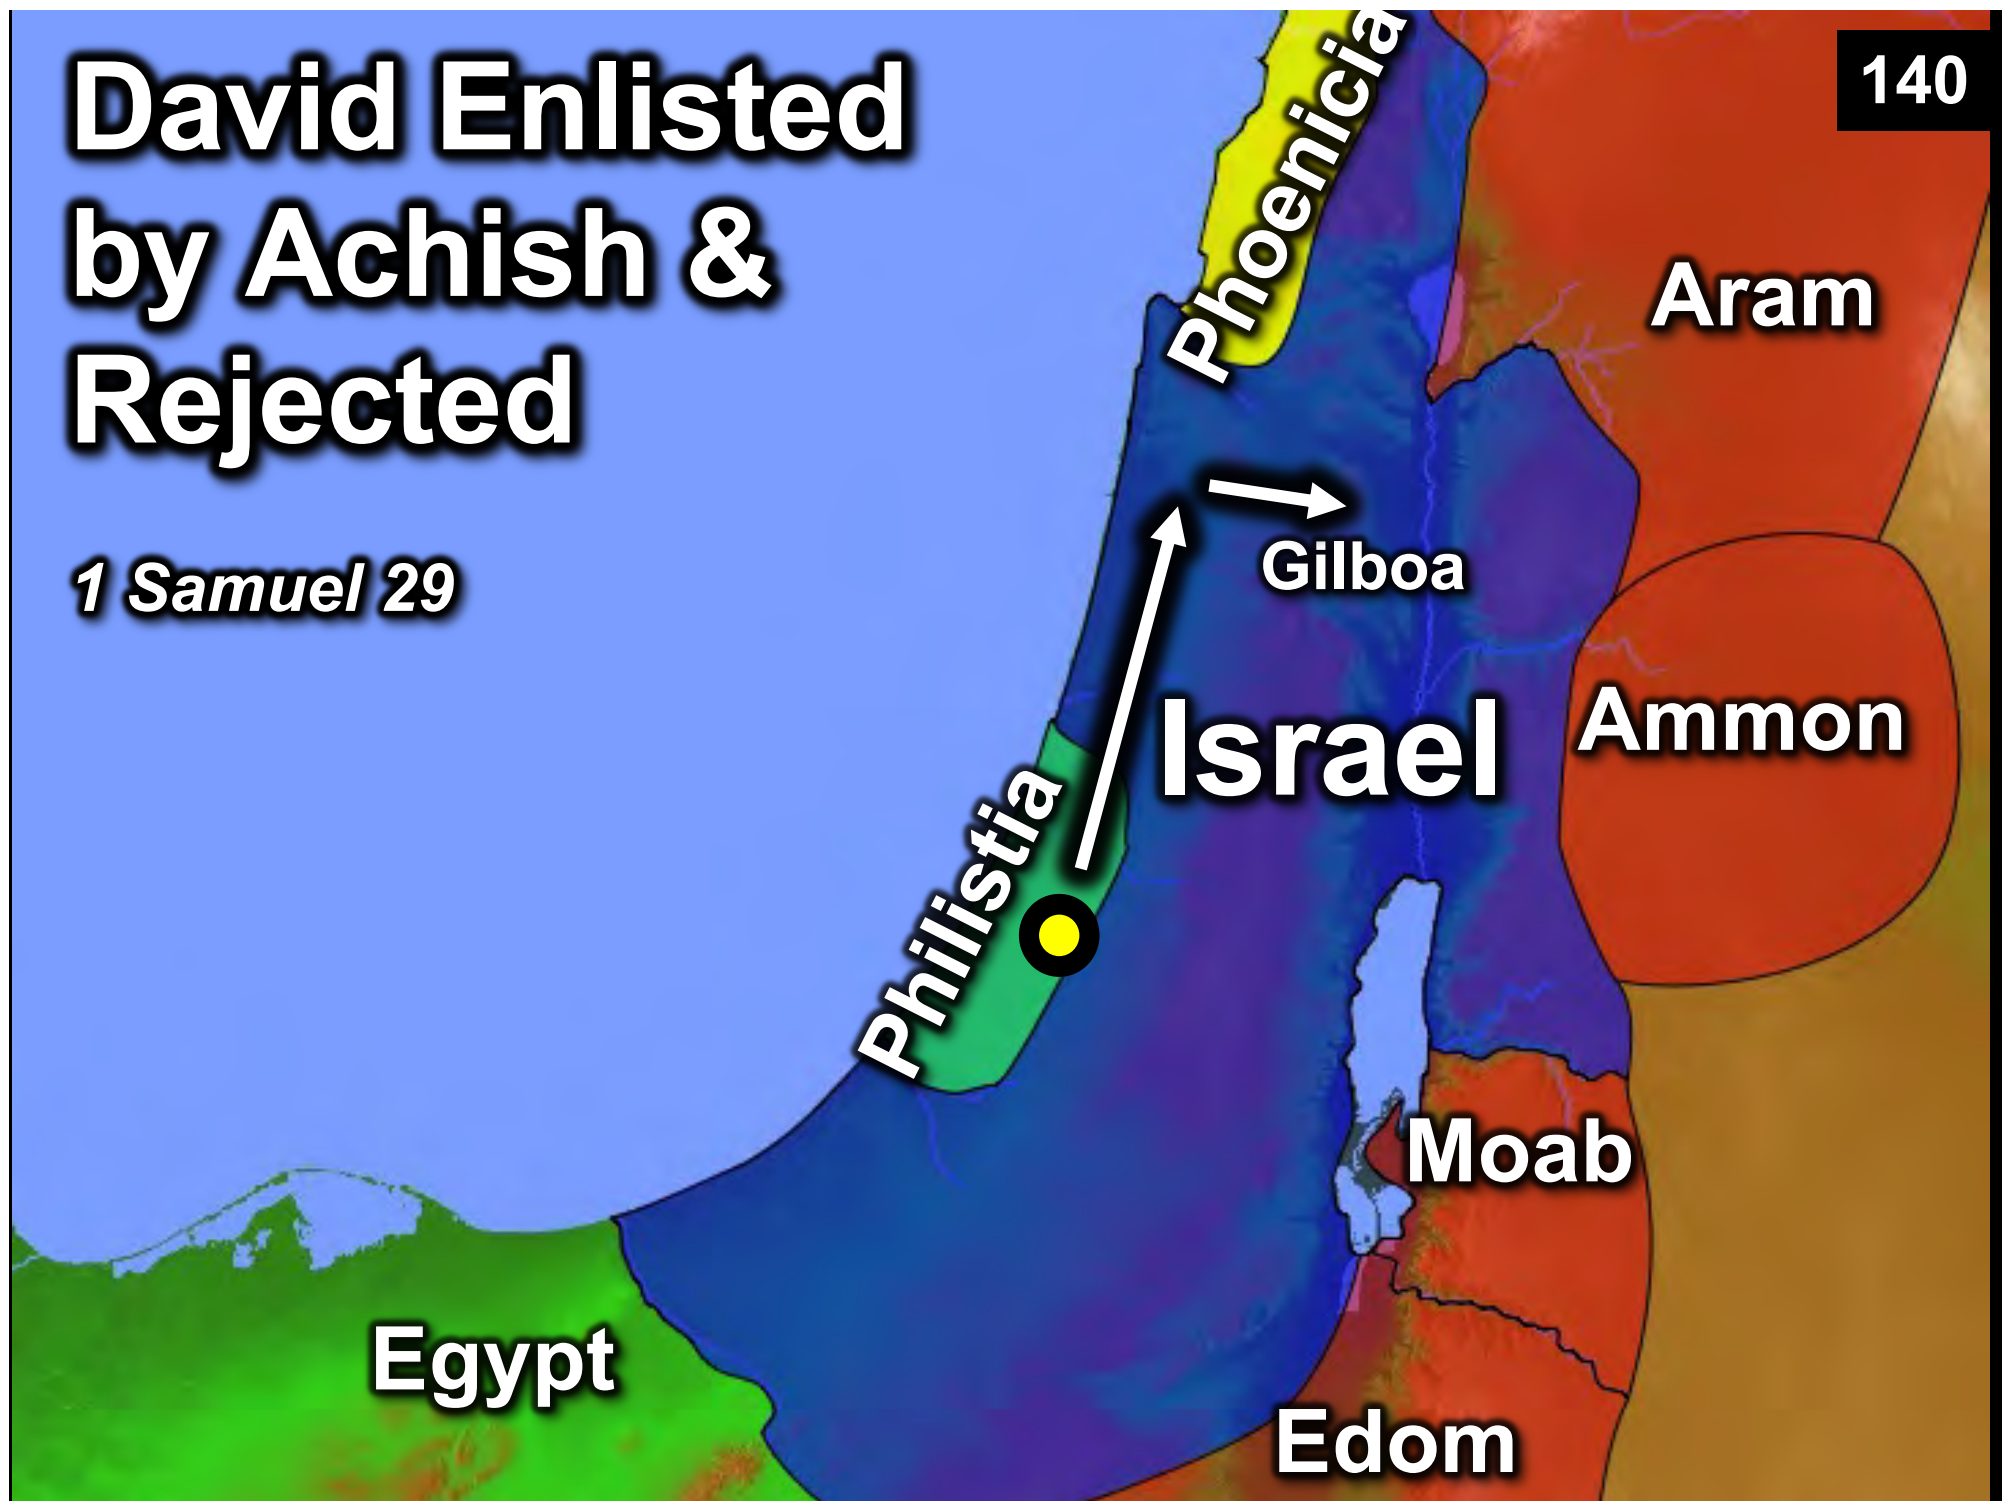 David Enlisted
by Achish &
Rejected
1 Samuel 29
140
Phoenicia
Aram
Gilboa
Israel
Ammon
Philistia
Moab
Egypt
Edom